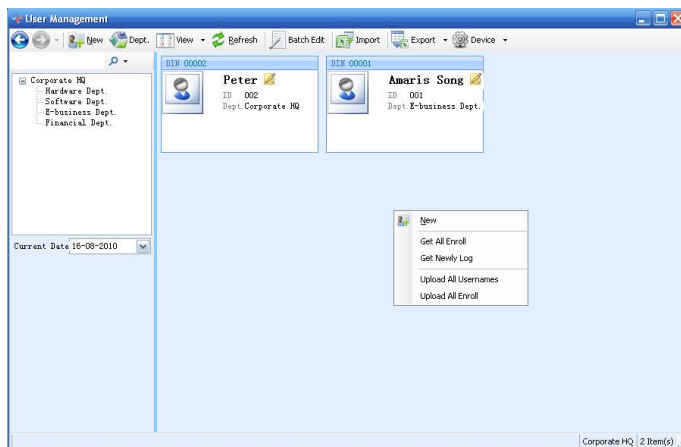 User Management
New Dept. View Refresh Batch Edit Import Export Device
Corporate HQ
Hardware Dept.
Software Dept.
E-business Dept.
Financial Dept.
Current Date 16-08-2010
DIN 00002
Peter
ID 002
Dept. Corporate HQ
DIN 00001
Amaris Song
ID 001
Dept. E-business Dept.
New
Get All Enroll
Get Newly Log
Upload All Usernames
Upload All Enroll
Corporate HQ 2 Item(s)